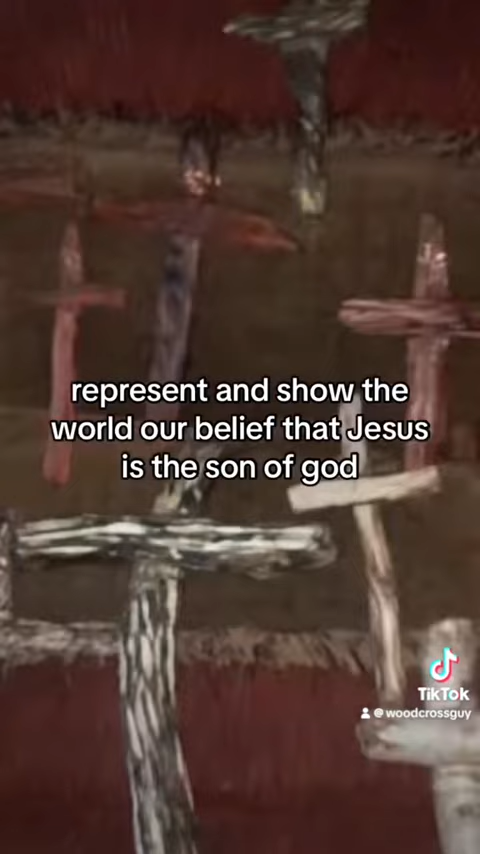 represent and show the
world our belief that Jesus
is the son of god
TikTok
@woodcrossguy